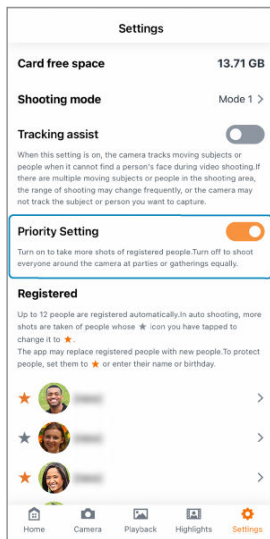 Settings
Card free space 13.71 GB
Shooting mode Mode 1 >
Tracking assist
When this setting is on, the camera tracks moving subjects or
people when it cannot find a person's face during video shooting.If
there are multiple moving subjects or people in the shooting area,
the range of shooting may change frequently, or the camera may
not track the subject or person you want to capture.
Priority Setting
Turn on to take more shots of registered people.Turn off to shoot
everyone around the camera at parties or gatherings equally.
Registered
Up to 12 people are registered automatically.In auto shooting, more
shots are taken of people whose ★ icon you have tapped to
change it to ★.
The app may replace registered people with new people.To protect
people, set them to ★ or enter their name or birthday.
Home Camera Playback Highlights Settings